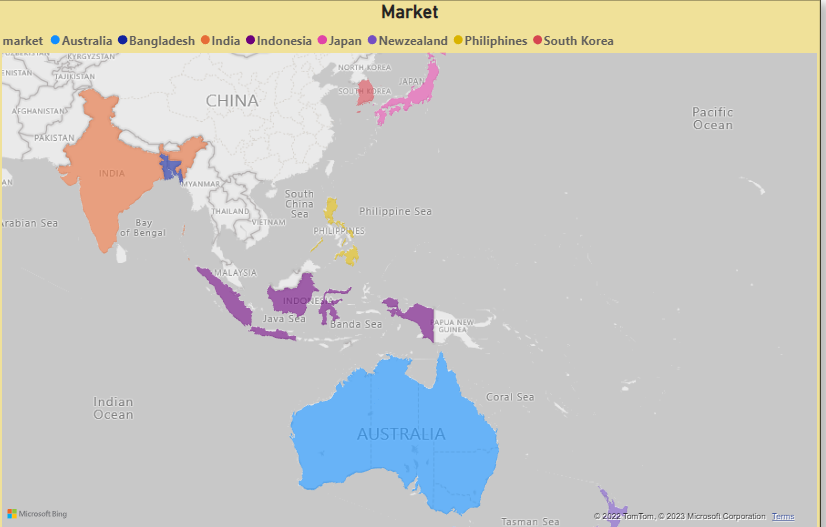 Market
market Australia Bangladesh India Indonesia Japan Newzealand Philiphines South Korea
KYRGYZSTAN
TAJIKISTAN
ENISTAN
NORTH KOREA
JAPAN
SOUTH KOREA
CHINA
AFGHANISTAN
Pacific
Ocean
PAKISTAN
INDIA
AN
MYANMAR
South
China
Sea
THAILAND
Philippine Sea
VIETNAM
rabian Sea
Bay
of Bengal
PHILIPPINES
MALAYSIA
INDONESIA
Java Sea
Banda Sea
PAPUA NEW
GUINEA
Indian
Ocean
Coral Sea
AUSTRALIA
Microsoft Bing
© 2022 TomTom, © 2023 Microsoft Corporation Terms
Tasman Sea